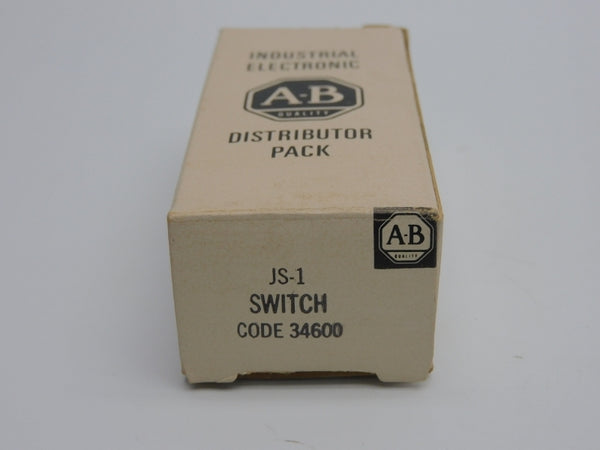 INDUSTRIAL
ELECTRONIC
A-B
QUALITY
DISTRIBUTOR
PACK
A-B
QUALITY
JS-1
SWITCH
CODE 34600